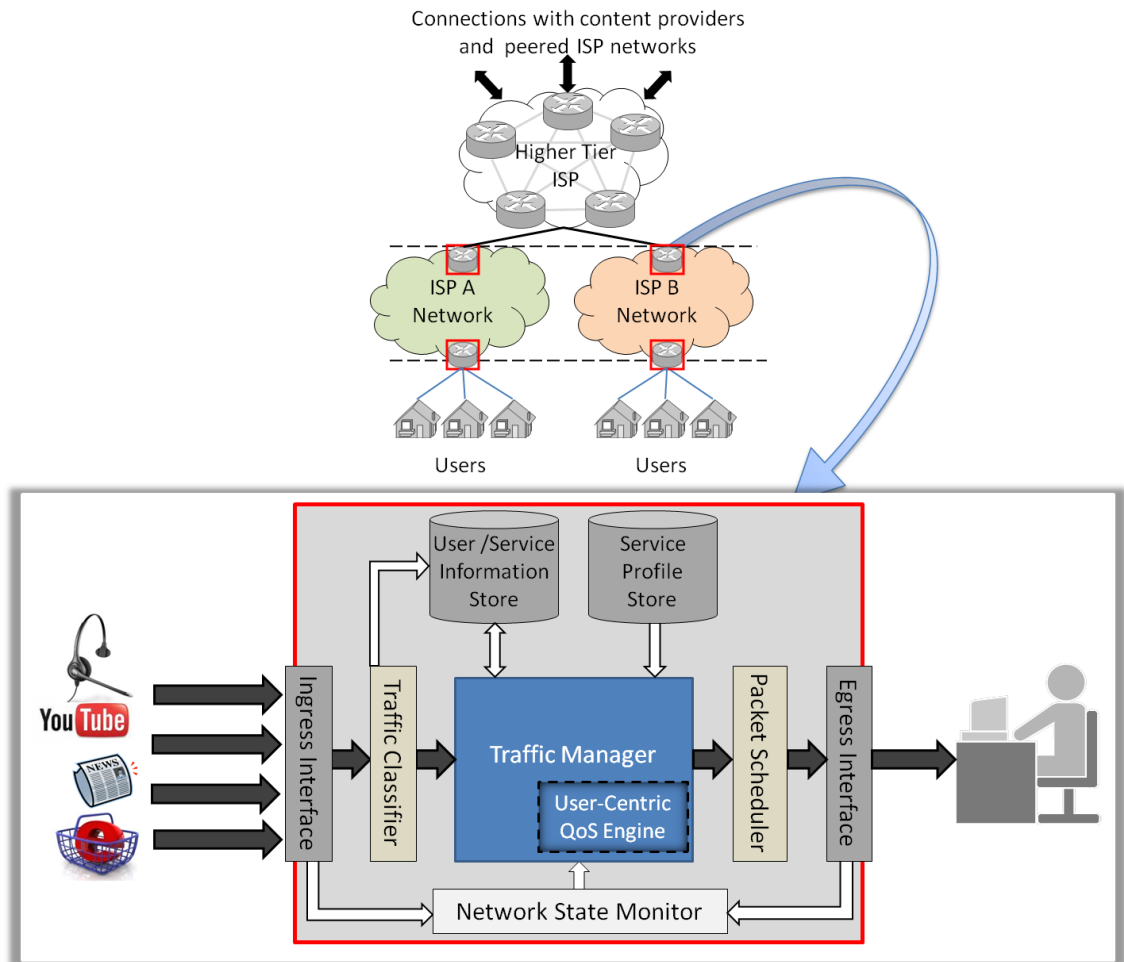 Connections with content providers
and peered ISP networks
Higher Tier
ISP
ISP A
Network
ISP B
Network
Users
Users
User /Service
Information
Store
Service
Profile
Store
YouTube
NEWS
e
Ingress Interface
Traffic Classifier
Traffic Manager
User-Centric
QoS Engine
Packet Scheduler
Egress Interface
Network State Monitor